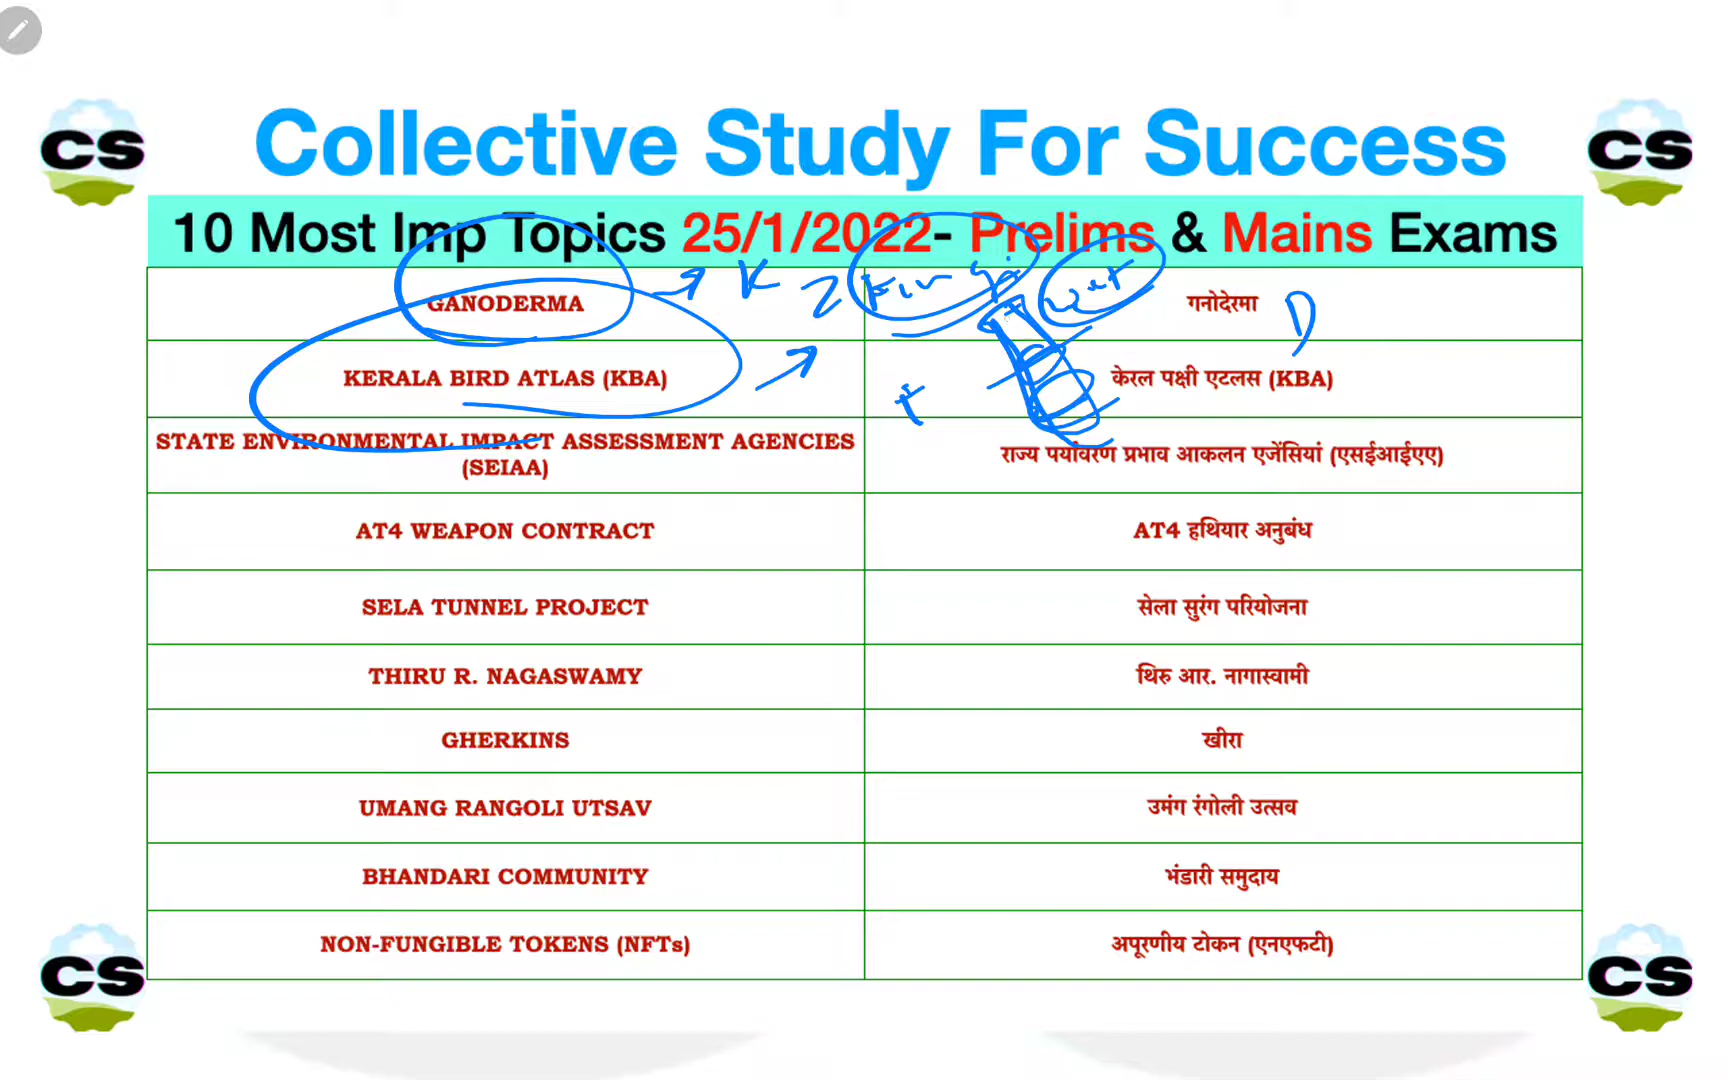 Collective Study For Success
CS
CS
10 Most Imp Topics 25/1/2022- Prelims & Mains Exams
GANODERMA
गनोदेरमा
KERALA BIRD ATLAS (KBA)
केरल पक्षी एटलस (KBA)
STATE ENVIRONMENTAL IMPACT ASSESSMENT AGENCIES
(SEIAA)
राज्य पर्यावरण प्रभाव आकलन एजेंसियां (एसईआईएए)
AT4 WEAPON CONTRACT
AT4 हथियार अनुबंध
SELA TUNNEL PROJECT
सेला सुरंग परियोजना
THIRU R. NAGASWAMY
थिरु आर. नागास्वामी
GHERKINS
खीरा
UMANG RANGOLI UTSAV
उमंग रंगोली उत्सव
BHANDARI COMMUNITY
भंडारी समुदाय
NON-FUNGIBLE TOKENS (NFTs)
अपूरणीय टोकन (एनएफटी)
CS
CS
K
D